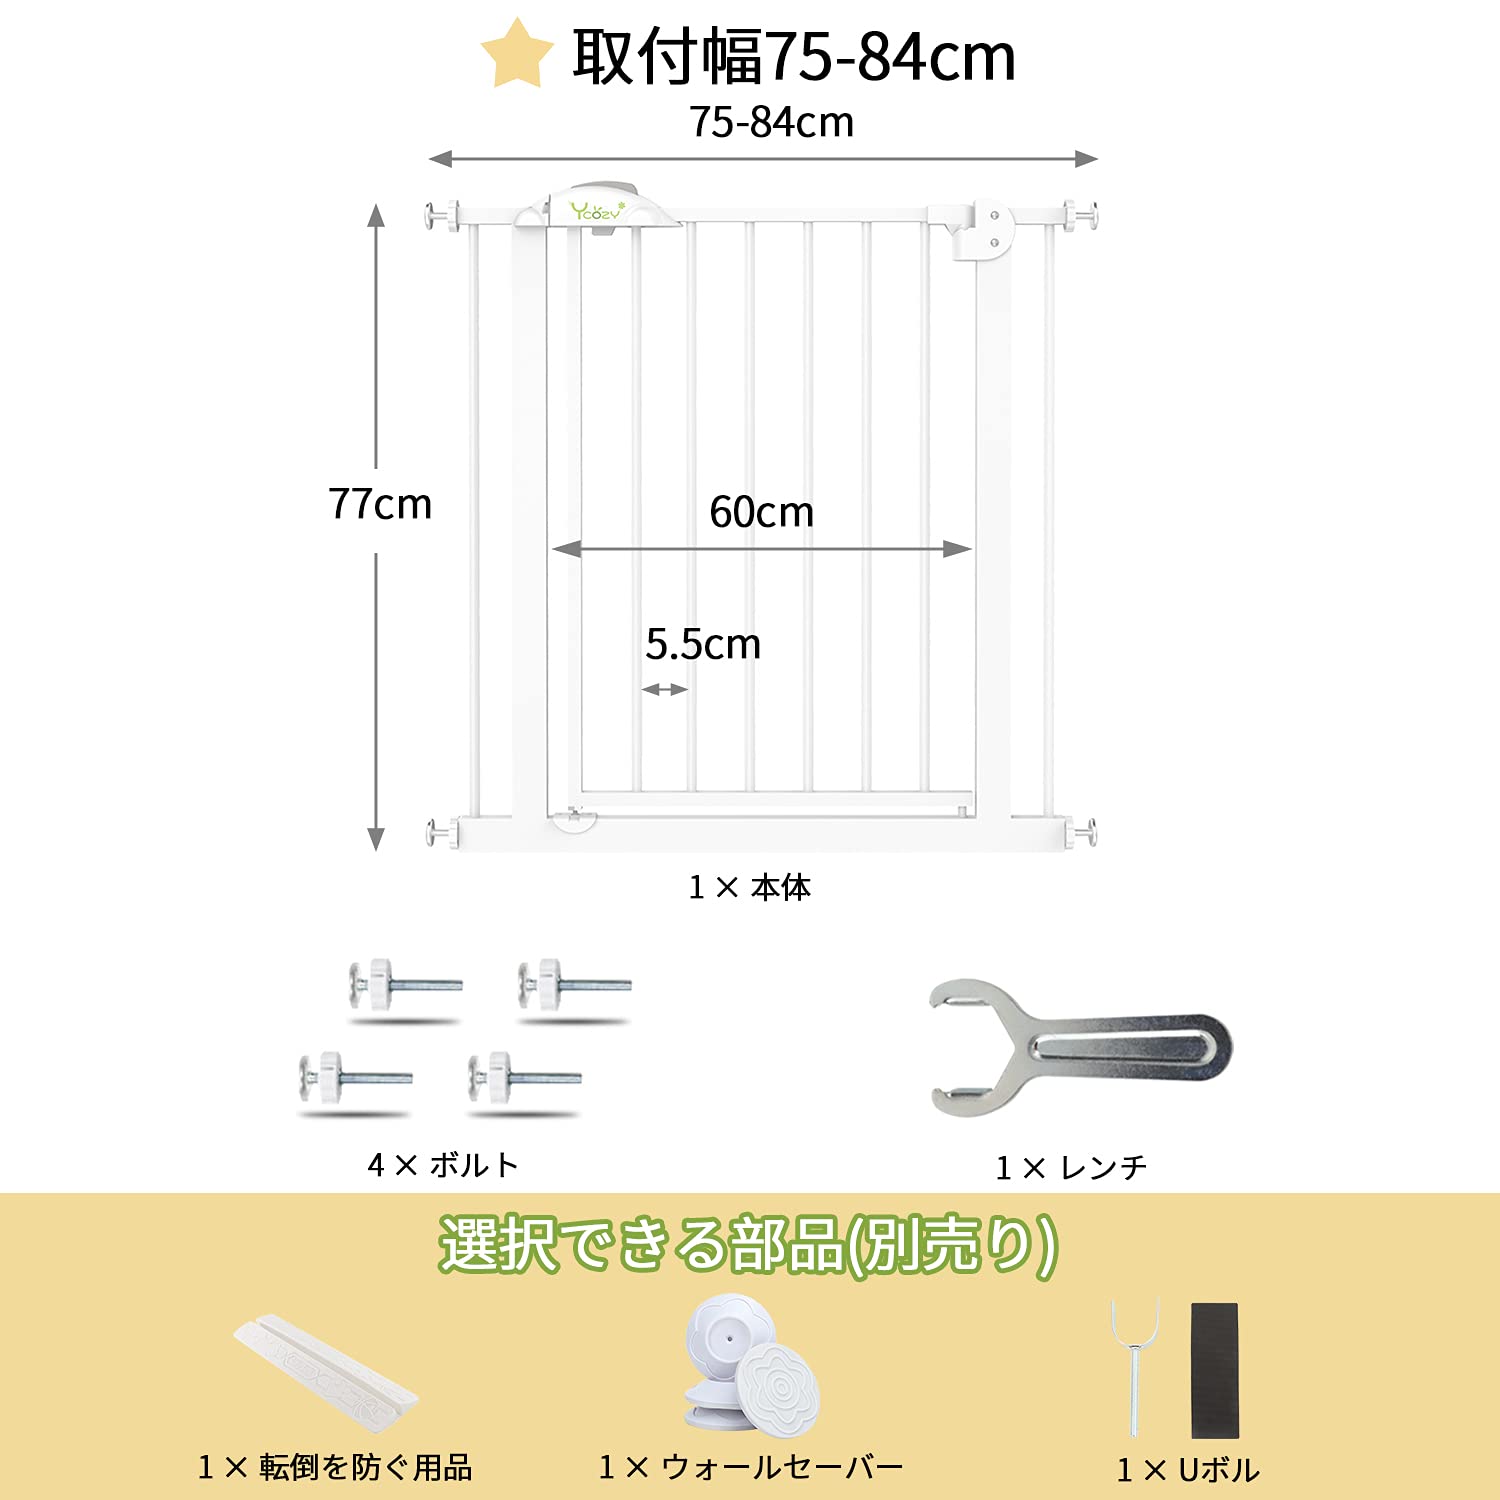 取付幅75-84cm
75-84cm
Ycozy
77cm
60cm
5.5cm
1 × 本体
4 × ボルト
1 × レンチ
選択できる部品(別売り)
1 × 転倒を防ぐ用品
1 × ウォールセーバー
1 × Uボル